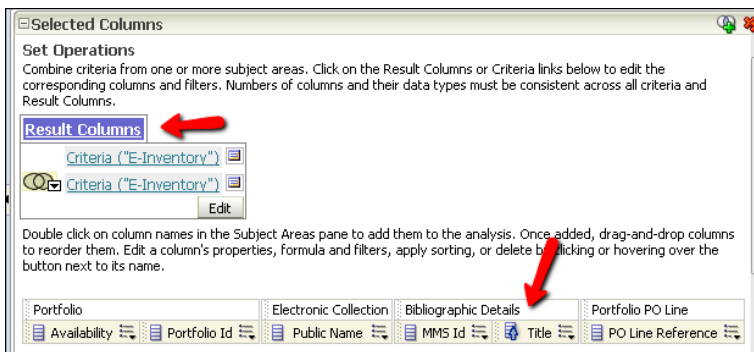 Selected Columns
Set Operations
Combine criteria from one or more subject areas. Click on the Result Columns or Criteria links below to edit the
corresponding columns and filters. Numbers of columns and their data types must be consistent across all criteria and
Result Columns.
Result Columns
Criteria ("E-Inventory")
Criteria ("E-Inventory")
Edit
Double click on column names in the Subject Areas pane to add them to the analysis. Once added, drag-and-drop columns
to reorder them. Edit a column's properties, formula and filters, apply sorting, or delete by clicking or hovering over the
button next to its name.
Portfolio Electronic Collection Bibliographic Details Portfolio PO Line
Availability Portfolio Id Public Name MMS Id Title PO Line Reference